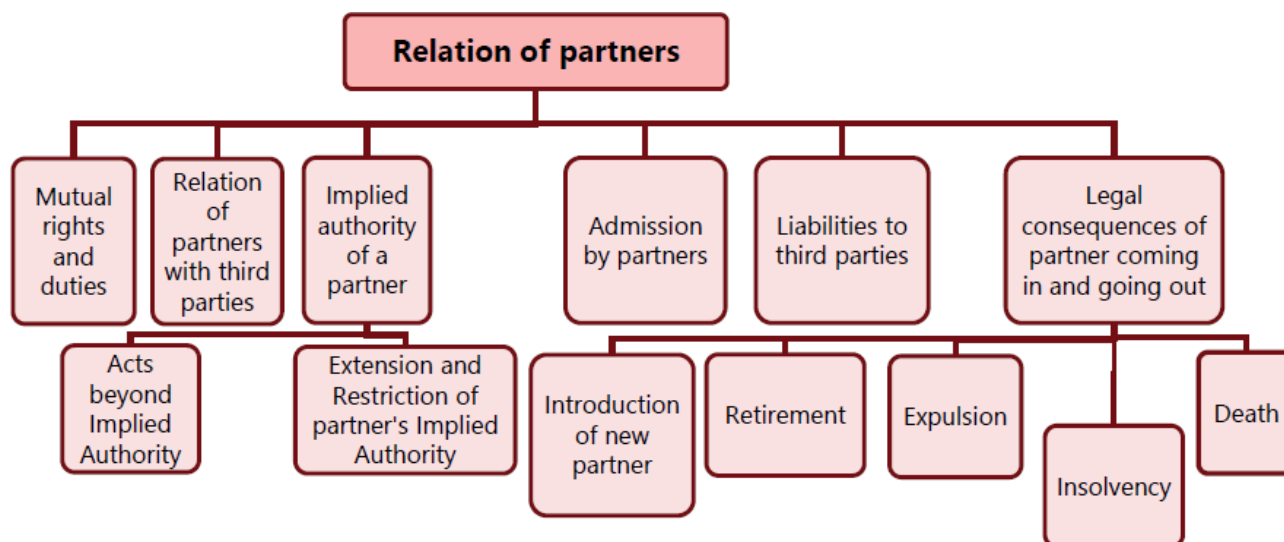 Relation of partners
Mutual
rights
and
duties
Relation
of
partners
with third
parties
Implied
authority
of a
partner
Admission
by partners
Liabilities to
third parties
Legal
consequences of
partner coming
in and going out
Acts
beyond
Implied
Authority
Extension and
Restriction of
partner's Implied
Authority
Introduction
of new
partner
Retirement
Expulsion
Insolvency
Death